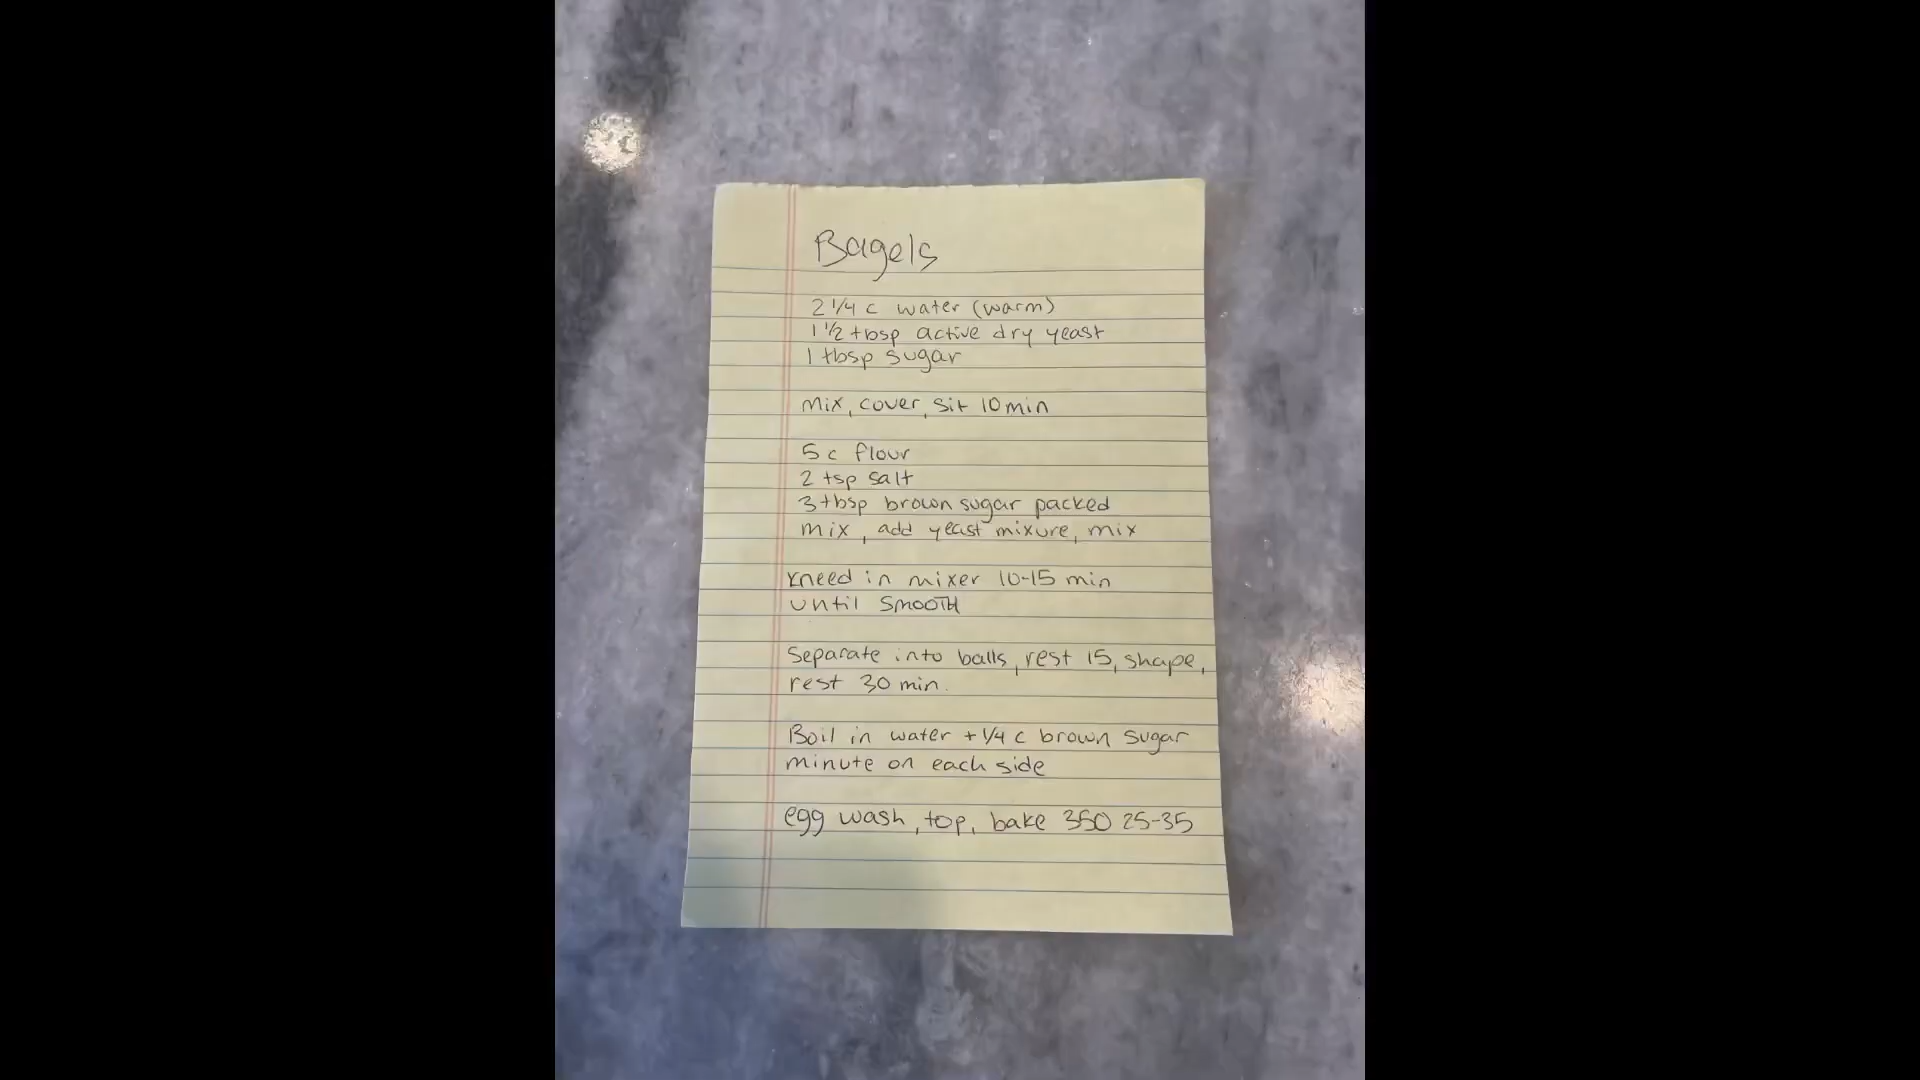 Bagels
2 1/4 c water (warm)
1 1/2 tbsp active dry yeast
1 tbsp sugar
mix, cover, sit 10 min
5 c flour
2 tsp salt
3 tbsp brown sugar packed
mix, add yeast mixure, mix
kneed in mixer 10-15 min
until smooth
Separate into balls, rest 15, shape,
rest 30 min.
Boil in water + 1/4 c brown sugar
minute on each side
egg wash, top, bake 350 25-35